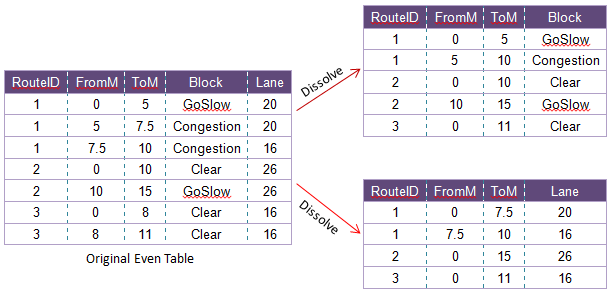 RouteID FromM ToM Block Lane
1 0 5 GoSlow 20
1 5 7.5 Congestion 20
1 7.5 10 Congestion 16
2 0 10 Clear 26
2 10 15 GoSlow 26
3 0 8 Clear 16
3 8 11 Clear 16
Original Even Table
Dissolve
RouteID FromM ToM Block
1 0 5 GoSlow
1 5 10 Congestion
2 0 10 Clear
2 10 15 GoSlow
3 0 11 Clear
Dissolve
RouteID FromM ToM Lane
1 0 7.5 20
1 7.5 10 16
2 0 15 26
3 0 11 16